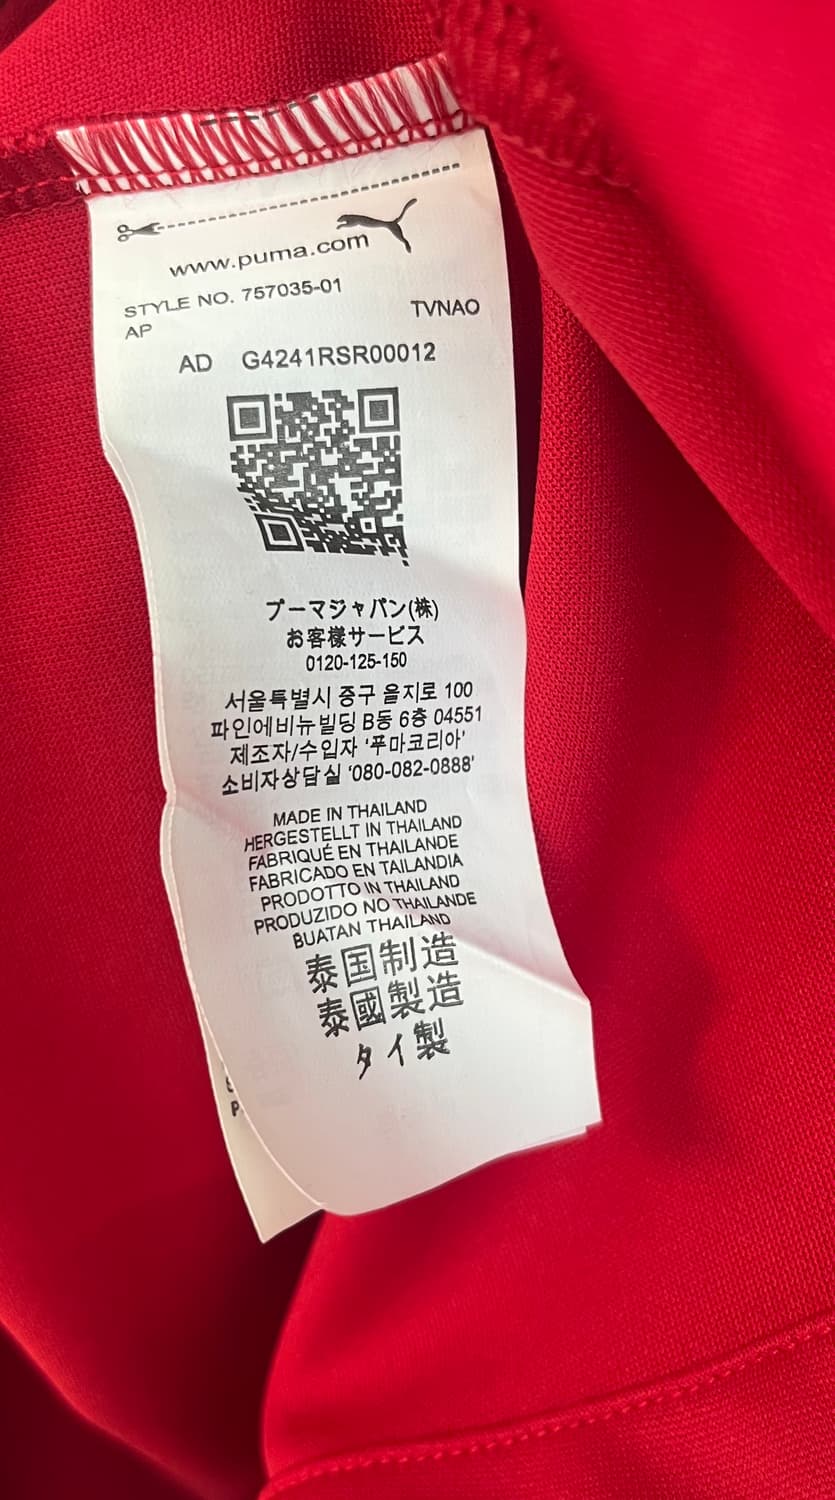 www.puma.com
STYLE NO. 757035-01
AP TVNAO
AD G4241RSR00012
プーマジャパン(株)
お客様サービス
0120-125-150
서울특별시 중구 을지로 100
파인에비뉴빌딩 B동 6층 04551
제조자/수입자 '푸마코리아'
소비자상담실 '080-082-0888'
MADE IN THAILAND
HERGESTELLT IN THAILAND
FABRIQUÉ EN THAILANDE
FABRICADO EN TAILANDIA
PRODOTTO IN THAILAND
PRODUZIDO NO THAILANDE
BUATAN THAILAND
泰国制造
泰國製造
タイ製
P